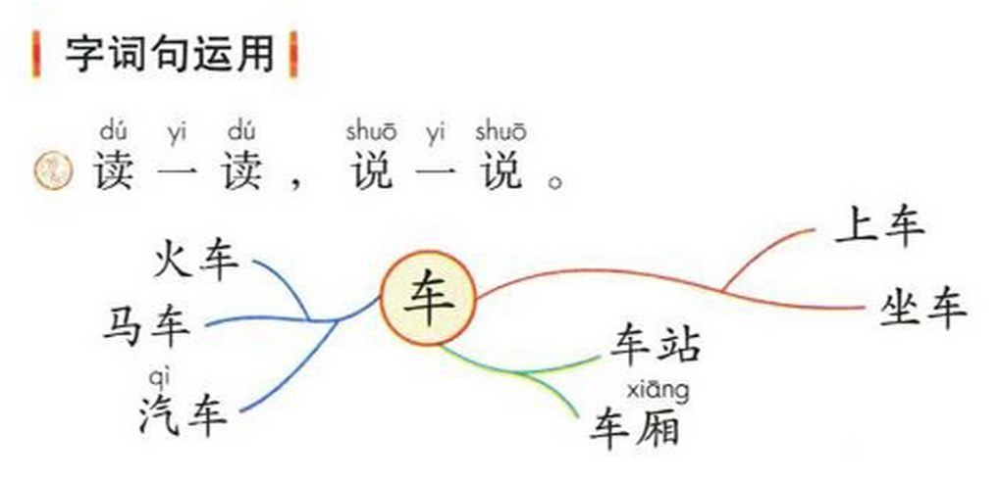 字词句运用
dú yi dú shuō yi shuō
读一读，说一说。
火车
马车
qì
汽车
车
上车
坐车
车站
xiāng
车厢